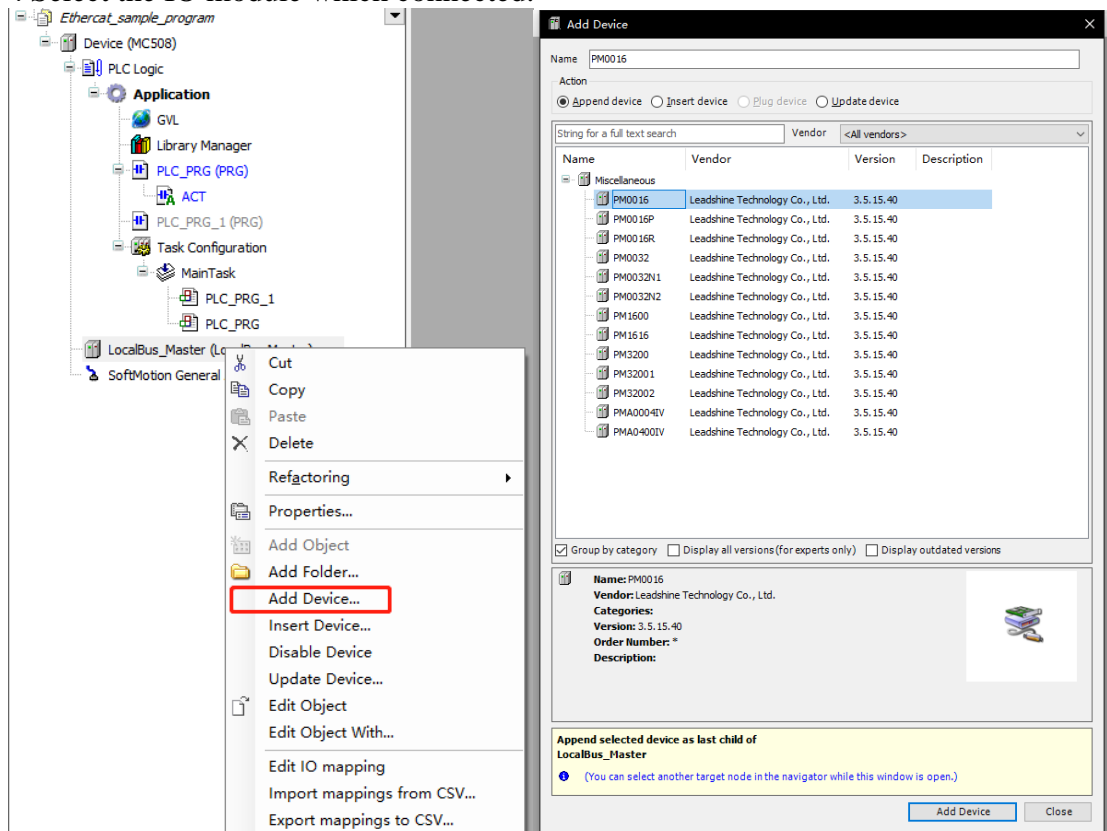 Select the IO module which connected.
Ethercat_sample_program
Device (MC508)
PLC Logic
Application
GVL
Library Manager
PLC_PRG (PRG)
ACT
PLC_PRG_1 (PRG)
Task Configuration
MainTask
PLC_PRG_1
PLC_PRG
LocalBus_Master
SoftMotion General
Cut
Copy
Paste
Delete
Refactoring
Properties...
Add Object
Add Folder...
Add Device...
Insert Device...
Disable Device
Update Device...
Edit Object
Edit Object With...
Edit IO mapping
Import mappings from CSV...
Export mappings to CSV...
Add Device
Name PM0016
Action
Append device Insert device Plug device Update device
String for a full text search Vendor <All vendors>
Name Vendor Version Description
Miscellaneous
PM0016 Leadshine Technology Co., Ltd. 3.5.15.40
PM0016P Leadshine Technology Co., Ltd. 3.5.15.40
PM0016R Leadshine Technology Co., Ltd. 3.5.15.40
PM0032 Leadshine Technology Co., Ltd. 3.5.15.40
PM0032N1 Leadshine Technology Co., Ltd. 3.5.15.40
PM0032N2 Leadshine Technology Co., Ltd. 3.5.15.40
PM1600 Leadshine Technology Co., Ltd. 3.5.15.40
PM1616 Leadshine Technology Co., Ltd. 3.5.15.40
PM3200 Leadshine Technology Co., Ltd. 3.5.15.40
PM32001 Leadshine Technology Co., Ltd. 3.5.15.40
PM32002 Leadshine Technology Co., Ltd. 3.5.15.40
PMA0004IV Leadshine Technology Co., Ltd. 3.5.15.40
PMA0400IV Leadshine Technology Co., Ltd. 3.5.15.40
Group by category Display all versions (for experts only) Display outdated versions
Name: PM0016
Vendor: Leadshine Technology Co., Ltd.
Categories:
Version: 3.5.15.40
Order Number: *
Description:
Append selected device as last child of
LocalBus_Master
(You can select another target node in the navigator while this window is open.)
Add Device Close